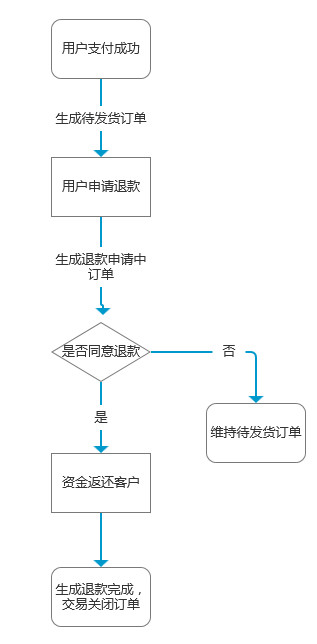 用户支付成功
生成待发货订单
用户申请退款
生成退款申请中
订单
是否同意退款
否
是
维持待发货订单
资金返还客户
生成退款完成，
交易关闭订单